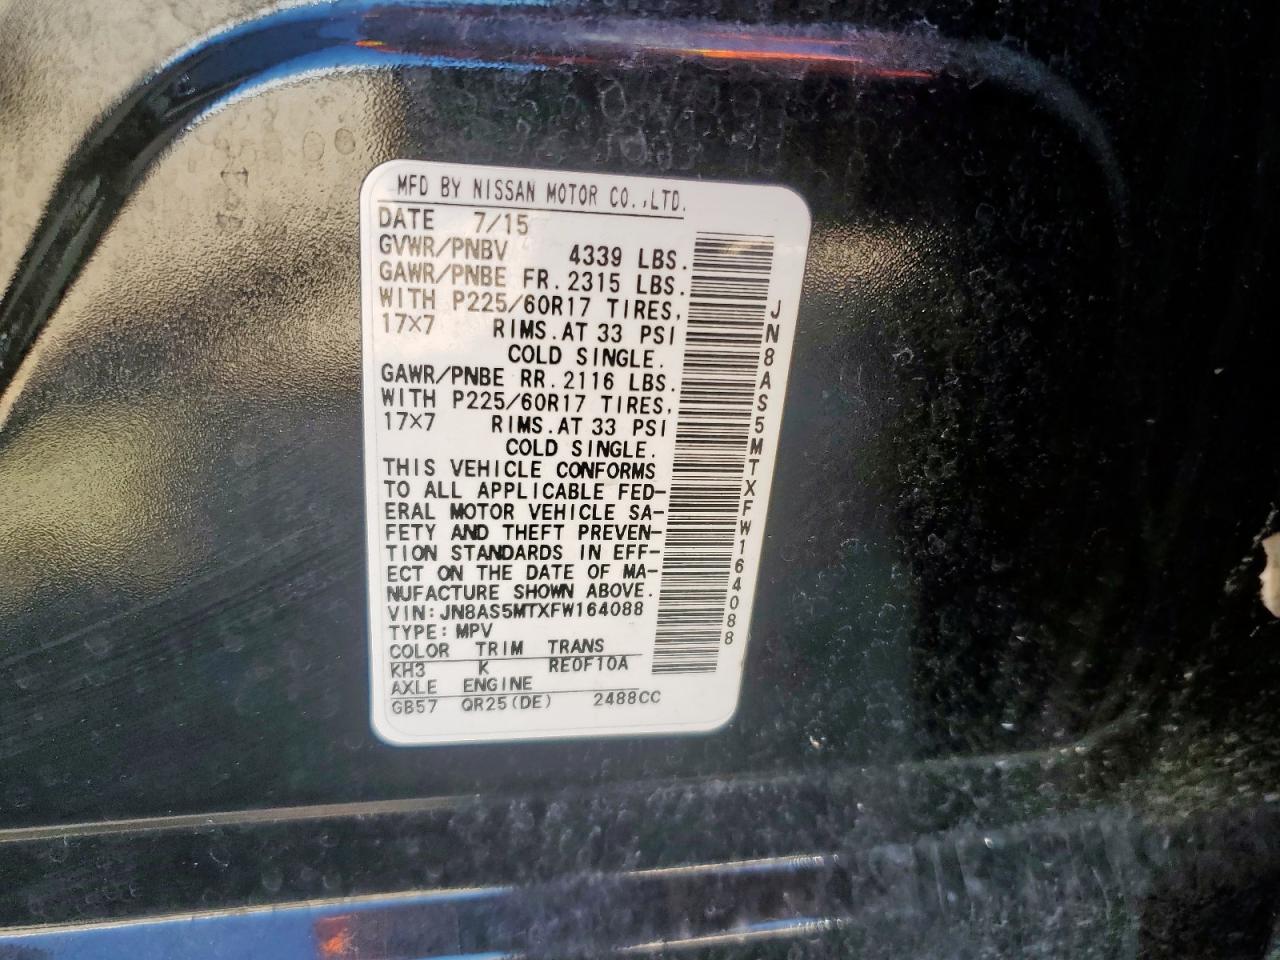 MFD BY NISSAN MOTOR CO.,LTD.
DATE 7/15
GVWR/PNBV 4339 LBS.
GAWR/PNBE FR. 2315 LBS.
WITH P225/60R17 TIRES,
17×7 RIMS. AT 33 PSI
COLD SINGLE.
GAWR/PNBE RR. 2116 LBS.
WITH P225/60R17 TIRES,
17×7 RIMS. AT 33 PSI
COLD SINGLE.
THIS VEHICLE CONFORMS
TO ALL APPLICABLE FED-
ERAL MOTOR VEHICLE SA-
FETY AND THEFT PREVEN-
TION STANDARDS IN EFF-
ECT ON THE DATE OF MA-
NUFACTURE SHOWN ABOVE.
VIN: JN8AS5MTXFW164088
TYPE: MPV
COLOR TRIM TRANS
KH3 K RE0F10A
AXLE ENGINE
GB57 QR25(DE) 2488CC
JN8AS5MTXFW164088